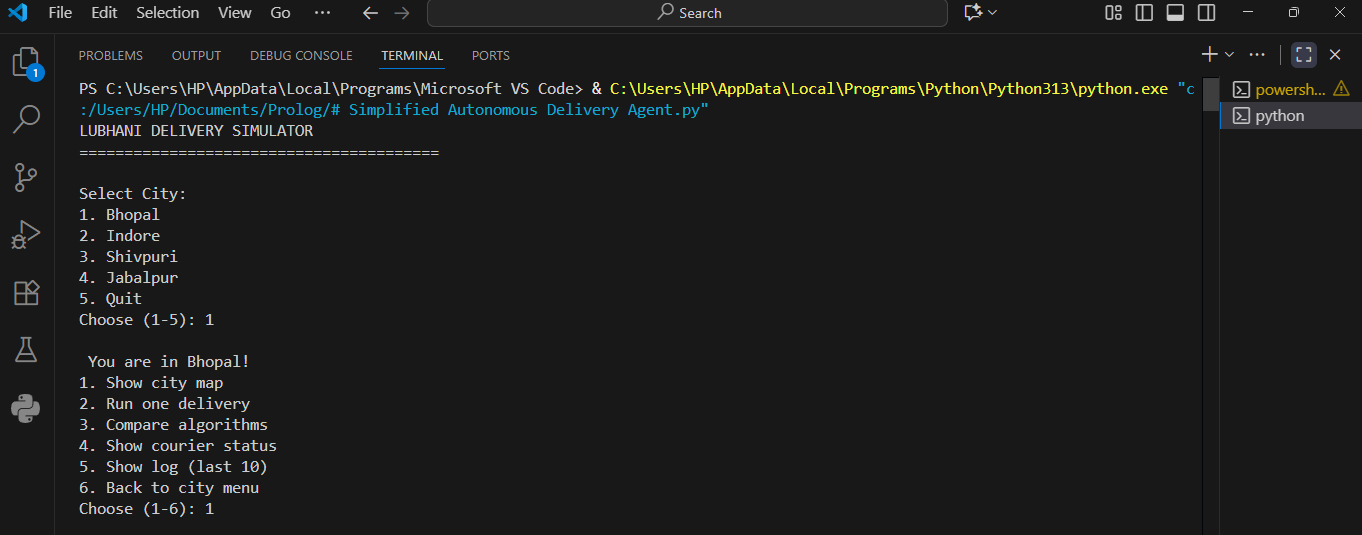 File Edit Selection View Go ··· Search
PROBLEMS OUTPUT DEBUG CONSOLE TERMINAL PORTS
PS C:\Users\HP\AppData\Local\Programs\Microsoft VS Code> & C:\Users\HP\AppData\Local\Programs\Python\Python313\python.exe "c
:/Users/HP/Documents/Prolog/# Simplified Autonomous Delivery Agent.py"
LUBHANI DELIVERY SIMULATOR
========================================
Select City:
1. Bhopal
2. Indore
3. Shivpuri
4. Jabalpur
5. Quit
Choose (1-5): 1
You are in Bhopal!
1. Show city map
2. Run one delivery
3. Compare algorithms
4. Show courier status
5. Show log (last 10)
6. Back to city menu
Choose (1-6): 1
powersh...
python
1